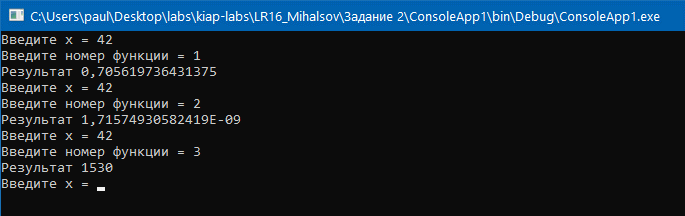 C:\Users\paul\Desktop\labs\kiap-labs\LR16_Mihalsov\Задание 2\ConsoleApp1\bin\Debug\ConsoleApp1.exe
Введите x = 42
Введите номер функции = 1
Результат 0,705619736431375
Введите x = 42
Введите номер функции = 2
Результат 1,71574930582419E-09
Введите x = 42
Введите номер функции = 3
Результат 1530
Введите x =